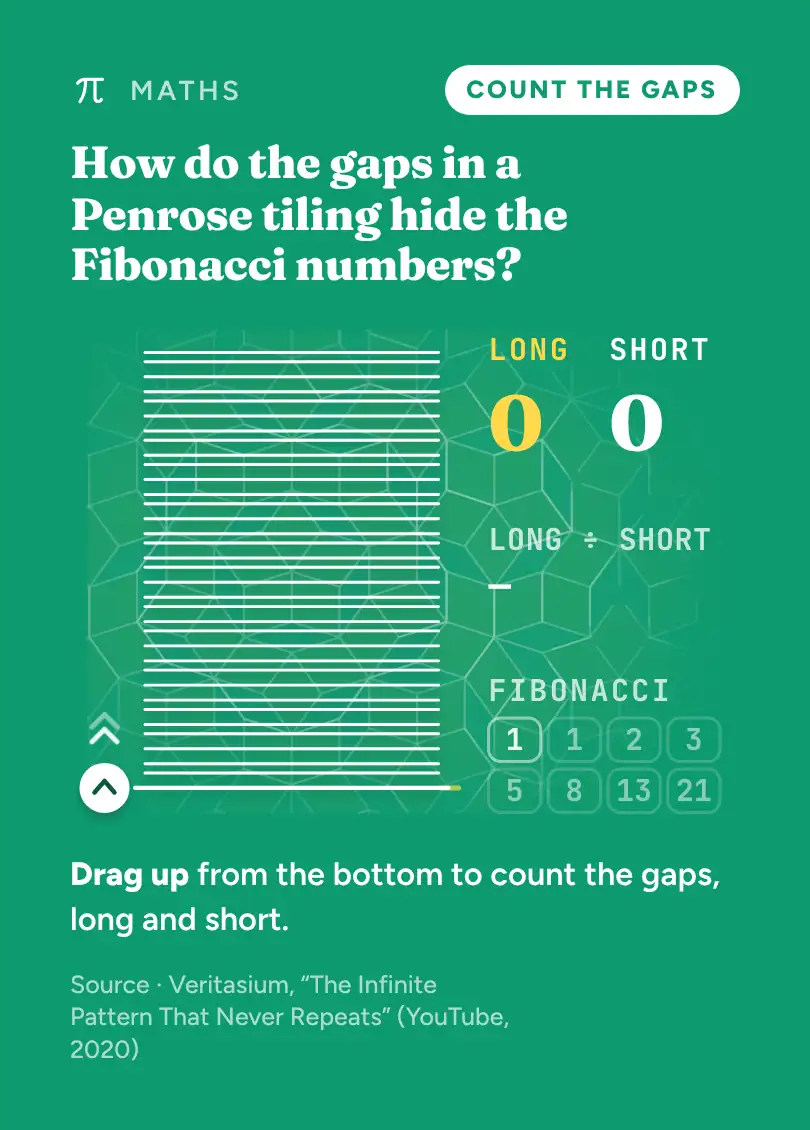 π MATHS
COUNT THE GAPS
How do the gaps in a
Penrose tiling hide the
Fibonacci numbers?
LONG SHORT
0 0
LONG ÷ SHORT
–
FIBONACCI
1 1 2 3
5 8 13 21
Drag up from the bottom to count the gaps,
long and short.
Source · Veritasium, “The Infinite
Pattern That Never Repeats” (YouTube,
2020)